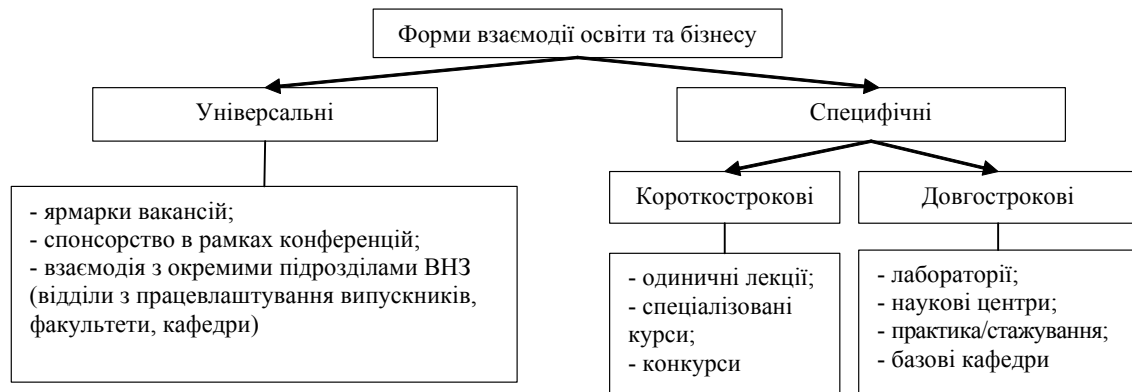 Форми взаємодії освіти та бізнесу
Універсальні
Специфічні
Короткострокові
Довгострокові
- ярмарки вакансій;
- спонсорство в рамках конференцій;
- взаємодія з окремими підрозділами ВНЗ
(відділи з працевлаштування випускників,
факультети, кафедри)
- одиничні лекції;
- спеціалізовані
курси;
- конкурси
- лабораторії;
- наукові центри;
- практика/стажування;
- базові кафедри